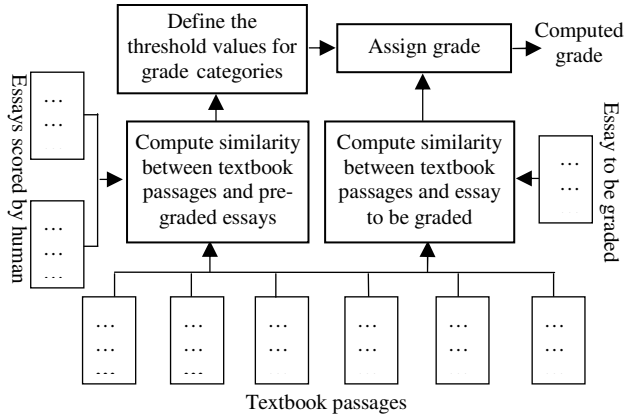 Define the
threshold values for
grade categories
Assign grade
Computed
grade
Essays scored by human
...
...
...
...
...
Compute similarity
between textbook
passages and pre-
graded essays
Compute similarity
between textbook
passages and essay
to be graded
...
...
Essay to be graded
... ... ... ... ... ...
... ... ... ... ... ...
... ...
Textbook passages